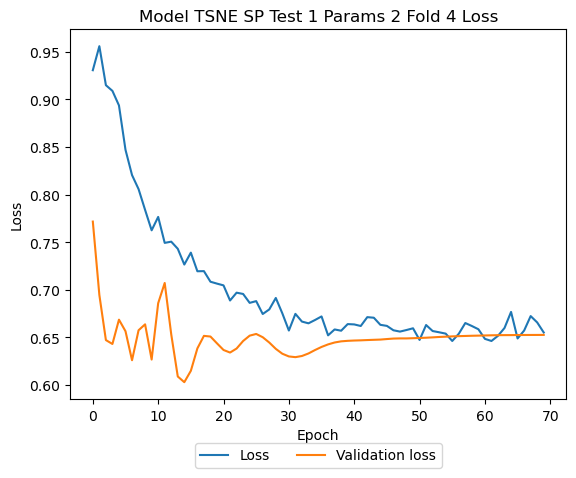 Model TSNE SP Test 1 Params 2 Fold 4 Loss
0.95
0.90
0.85
0.80
0.75
0.70
0.65
0.60
Loss
0 10 20 30 40 50 60 70
Epoch
Loss Validation loss